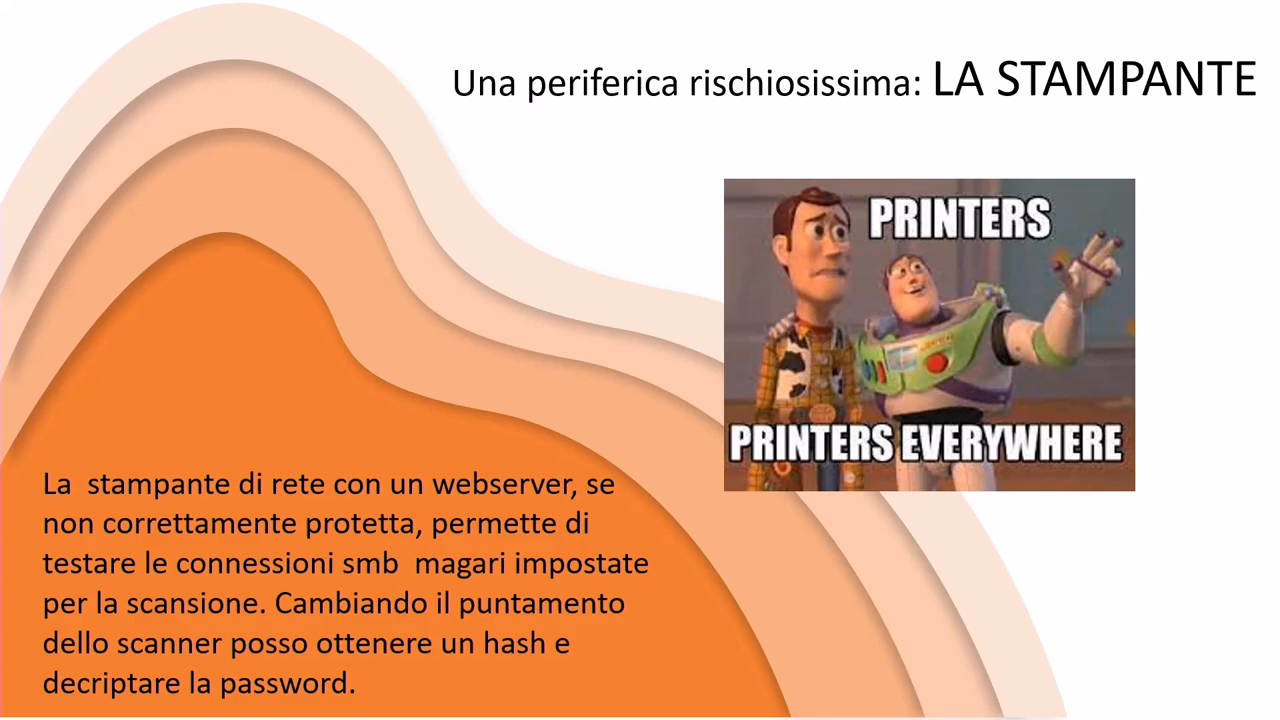 Una periferica rischiosissima: LA STAMPANTE
PRINTERS
PRINTERS EVERYWHERE
La  stampante di rete con un webserver, se
non correttamente protetta, permette di
testare le connessioni smb  magari impostate
per la scansione. Cambiando il puntamento
dello scanner posso ottenere un hash e
decriptare la password.